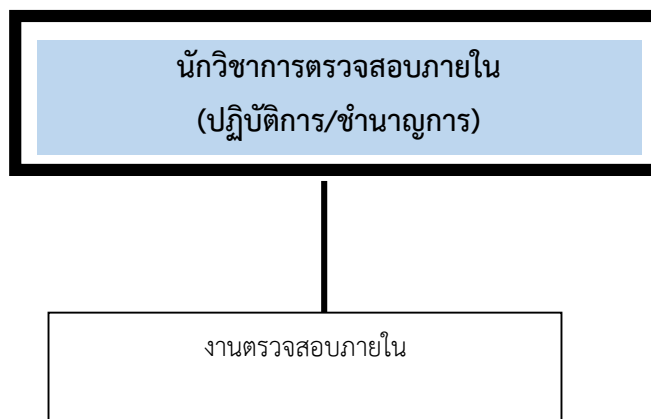 นักวิชาการตรวจสอบภายใน
(ปฏิบัติการ/ชำนาญการ)
งานตรวจสอบภายใน